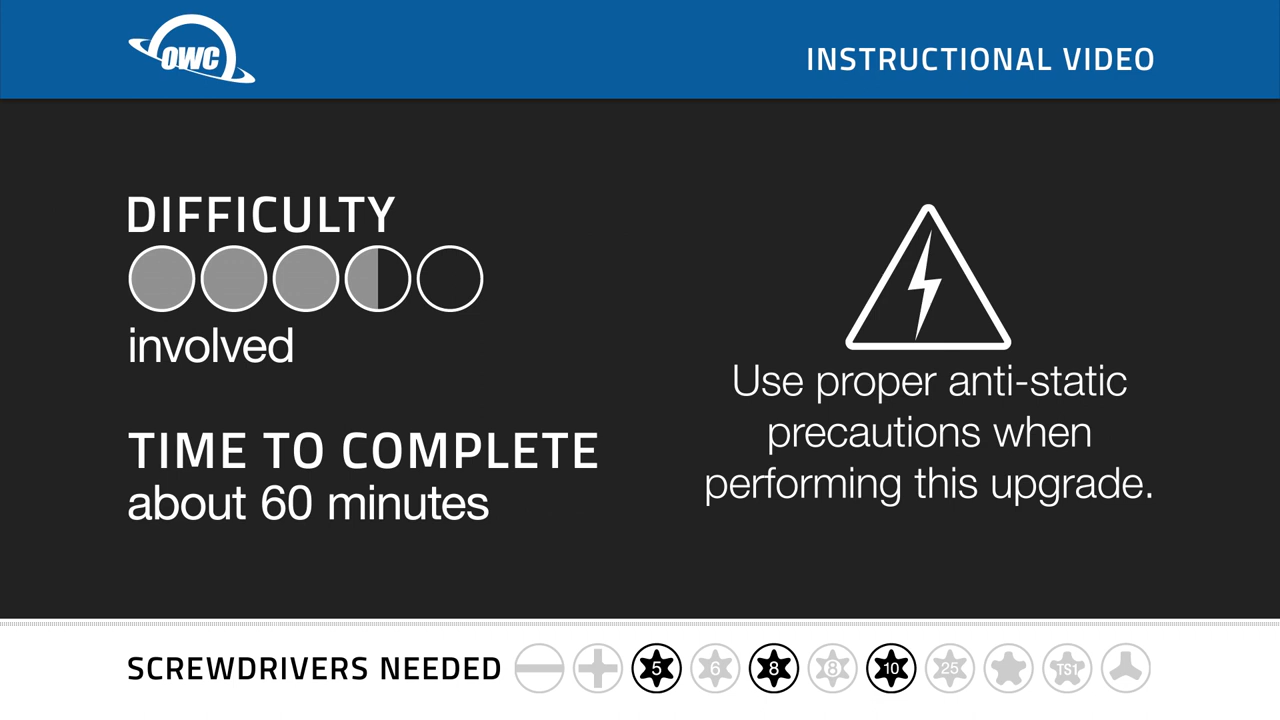 OWC
INSTRUCTIONAL VIDEO
DIFFICULTY
involved
TIME TO COMPLETE
about 60 minutes
Use proper anti-static
precautions when
performing this upgrade.
SCREWDRIVERS NEEDED 5 6 8 8 10 25 TS1